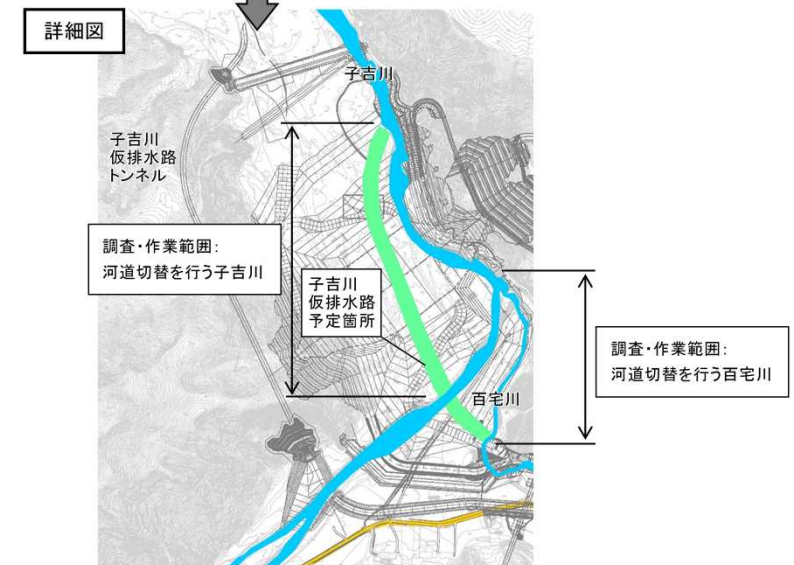 詳細図
子吉川
子吉川
仮排水路
トンネル
調査・作業範囲:
河道切替を行う子吉川
子吉川
仮排水路
予定箇所
調査・作業範囲:
河道切替を行う百宅川
百宅川